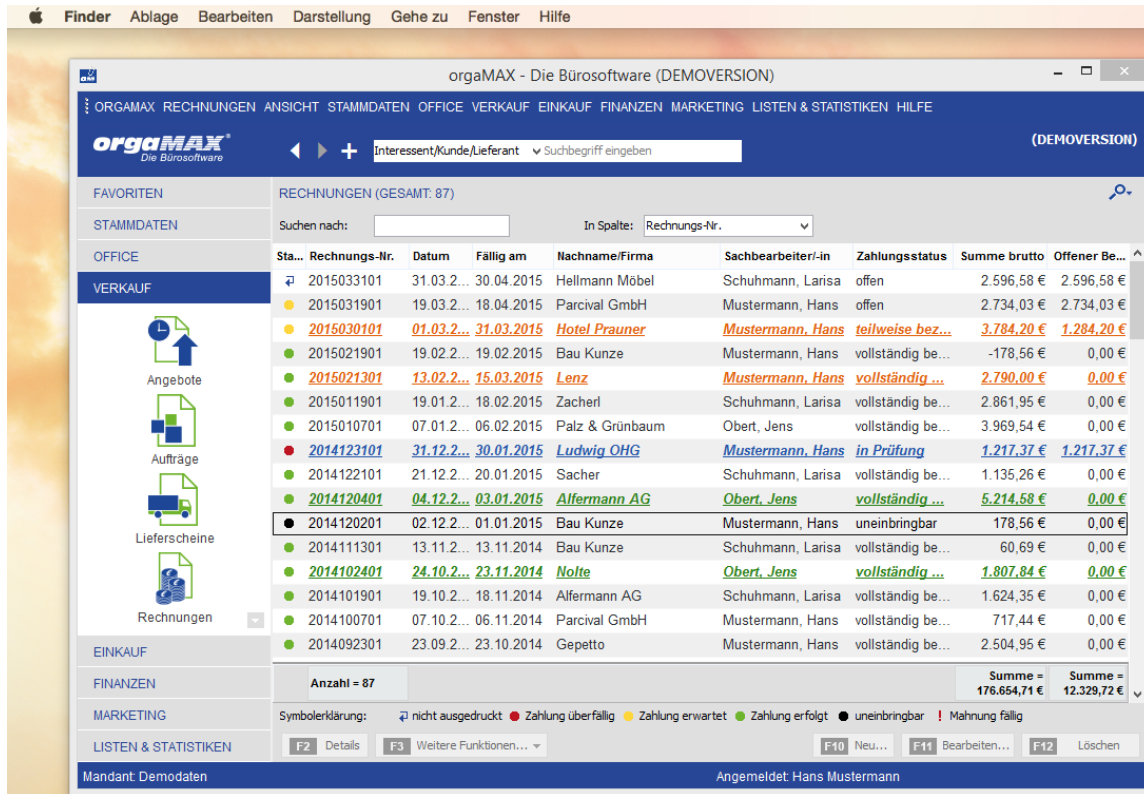 Finder Ablage Bearbeiten Darstellung Gehe zu Fenster Hilfe
orgaMAX - Die Bürosoftware (DEMOVERSION)
ORGAMAX RECHNUNGEN ANSICHT STAMMDATEN OFFICE VERKAUF EINKAUF FINANZEN MARKETING LISTEN & STATISTIKEN HILFE
orgaMAX®
Die Bürosoftware
Interessent/Kunde/Lieferant Suchbegriff eingeben
(DEMOVERSION)
FAVORITEN
STAMMDATEN
OFFICE
VERKAUF
Angebote
Aufträge
Lieferscheine
Rechnungen
EINKAUF
FINANZEN
MARKETING
LISTEN & STATISTIKEN
RECHNUNGEN (GESAMT: 87)
Suchen nach: In Spalte: Rechnungs-Nr.
Sta... Rechnungs-Nr. Datum Fällig am Nachname/Firma Sachbearbeiter/-in Zahlungsstatus Summe brutto Offener Be...
2015033101 31.03.2... 30.04.2015 Hellmann Möbel Schuhmann, Larisa offen 2.596,58 € 2.596,58 €
2015031901 19.03.2... 18.04.2015 Parcival GmbH Mustermann, Hans offen 2.734,03 € 2.734,03 €
2015030101 01.03.2... 31.03.2015 Hotel Prauner Mustermann, Hans teilweise bez... 3.784,20 € 1.284,20 €
2015021901 19.02.2... 19.02.2015 Bau Kunze Mustermann, Hans vollständig be... -178,56 € 0,00 €
2015021301 13.02.2... 15.03.2015 Lenz Mustermann, Hans vollständig ... 2.790,00 € 0,00 €
2015011901 19.01.2... 18.02.2015 Zacherl Schuhmann, Larisa vollständig be... 2.861,95 € 0,00 €
2015010701 07.01.2... 06.02.2015 Palz & Grünbaum Obert, Jens vollständig be... 3.969,54 € 0,00 €
2014123101 31.12.2... 30.01.2015 Ludwig OHG Mustermann, Hans in Prüfung 1.217,37 € 1.217,37 €
2014122101 21.12.2... 20.01.2015 Sacher Schuhmann, Larisa vollständig be... 1.135,26 € 0,00 €
2014120401 04.12.2... 03.01.2015 Alfermann AG Obert, Jens vollständig ... 5.214,58 € 0,00 €
2014120201 02.12.2... 01.01.2015 Bau Kunze Mustermann, Hans uneinbringbar 178,56 € 0,00 €
2014111301 13.11.2... 13.11.2014 Bau Kunze Schuhmann, Larisa vollständig be... 60,69 € 0,00 €
2014102401 24.10.2... 23.11.2014 Nolte Obert, Jens vollständig ... 1.807,84 € 0,00 €
2014101901 19.10.2... 18.11.2014 Alfermann AG Schuhmann, Larisa vollständig be... 1.624,35 € 0,00 €
2014100701 07.10.2... 06.11.2014 Parcival GmbH Mustermann, Hans vollständig be... 717,44 € 0,00 €
2014092301 23.09.2... 23.10.2014 Gepetto Mustermann, Hans vollständig be... 2.504,95 € 0,00 €
Anzahl = 87 Summe = 176.654,71 € Summe = 12.329,72 €
Symbolerklärung: nicht ausgedruckt Zahlung überfällig Zahlung erwartet Zahlung erfolgt uneinbringbar ! Mahnung fällig
F2 Details F3 Weitere Funktionen... F10 Neu... F11 Bearbeiten... F12 Löschen
Mandant: Demodaten Angemeldet: Hans Mustermann